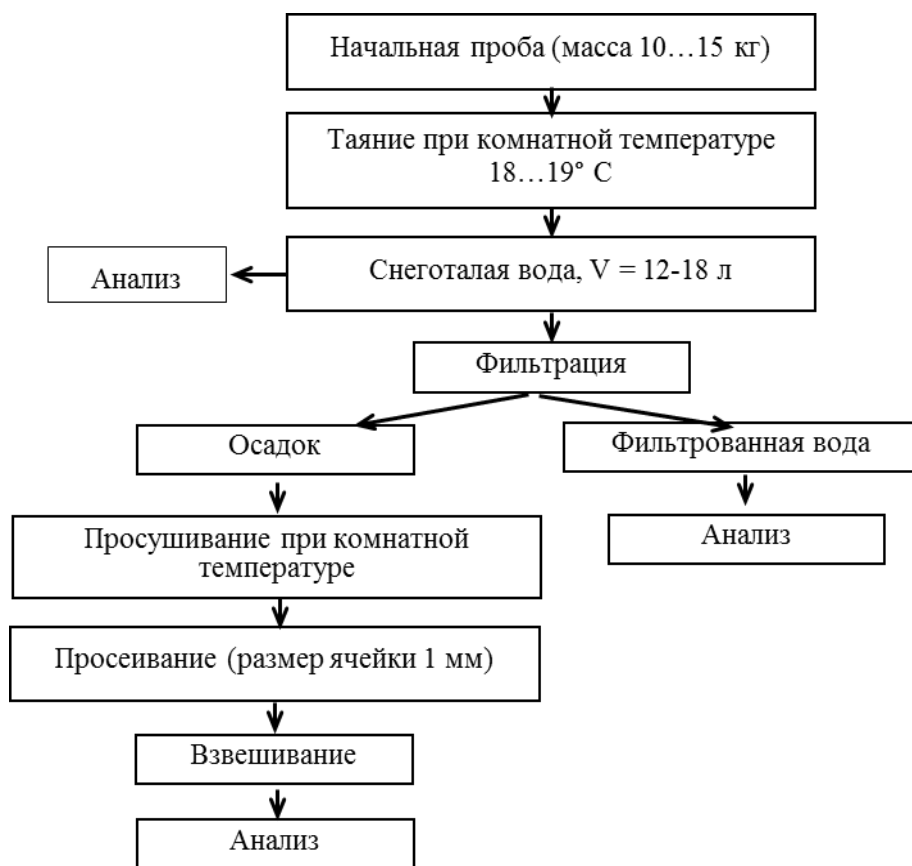 Начальная проба (масса 10…15 кг)
Таяние при комнатной температуре
18…19° С
Анализ
Снеготалая вода, V = 12-18 л
Фильтрация
Осадок
Фильтрованная вода
Просушивание при комнатной
температуре
Анализ
Просеивание (размер ячейки 1 мм)
Взвешивание
Анализ